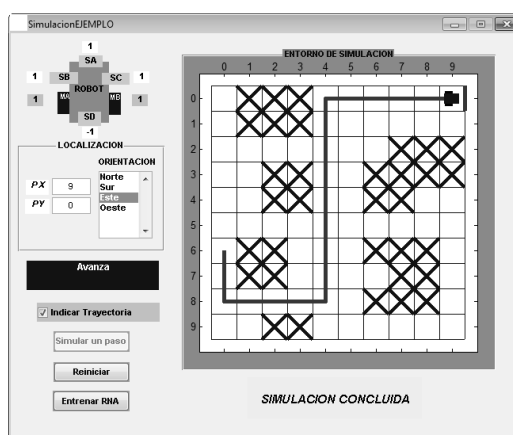 SimulacionEJEMPLO
1
SA
1 SB SC 1
ROBOT
1 MA MB 1
SD
-1
LOCALIZACION
ORIENTACION
PX 9
PY 0
Norte
Sur
Este
Oeste
Avanza
Indicar Trayectoria
Simular un paso
Reiniciar
Entrenar RNA
ENTORNO DE SIMULACION
0 1 2 3 4 5 6 7 8 9
0
1
2
3
4
5
6
7
8
9
SIMULACION CONCLUIDA